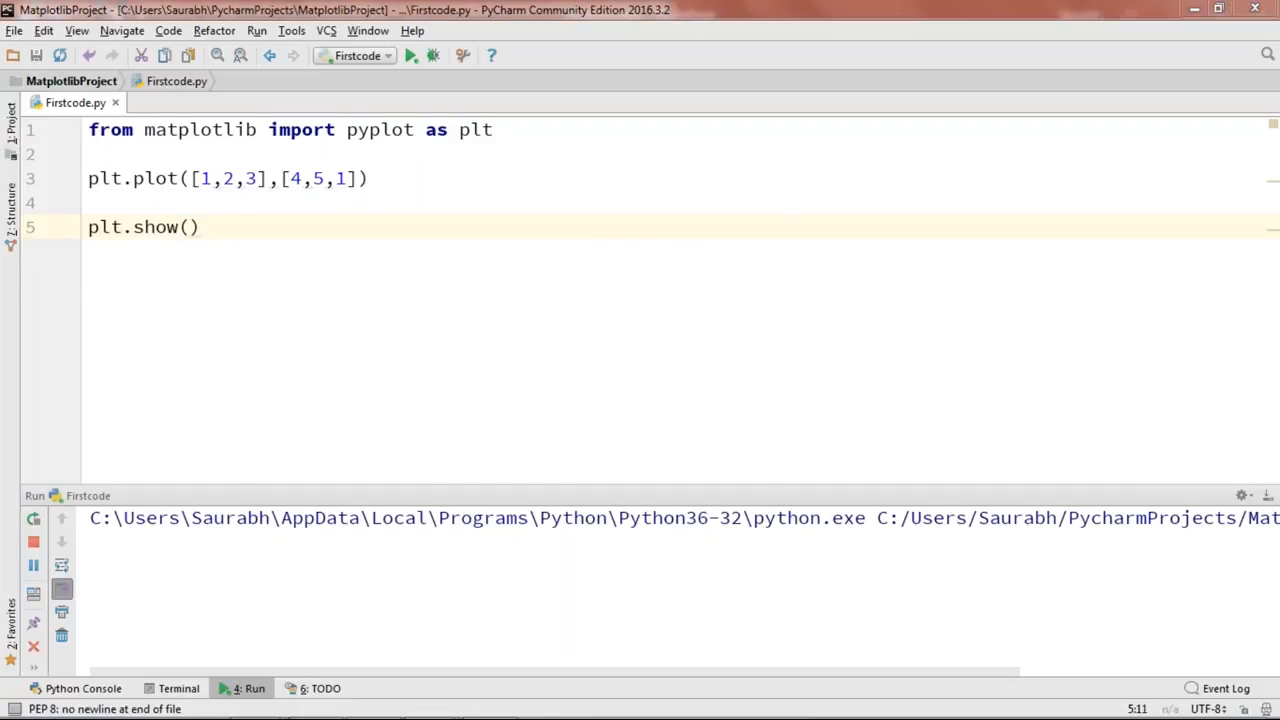 MatplotlibProject - [C:\Users\Saurabh\PycharmProjects\MatplotlibProject] - ...\Firstcode.py - PyCharm Community Edition 2016.3.2
File Edit View Navigate Code Refactor Run Tools VCS Window Help
Firstcode
MatplotlibProject Firstcode.py
Firstcode.py
1: Project
Z: Structure
2: Favorites
1 from matplotlib import pyplot as plt
2
3 plt.plot([1,2,3],[4,5,1])
4
5 plt.show()
Run Firstcode
C:\Users\Saurabh\AppData\Local\Programs\Python\Python36-32\python.exe C:/Users/Saurabh/PycharmProjects/Mat
Python Console Terminal 4: Run 6: TODO Event Log
PEP 8: no newline at end of file 5:11 n/a UTF-8